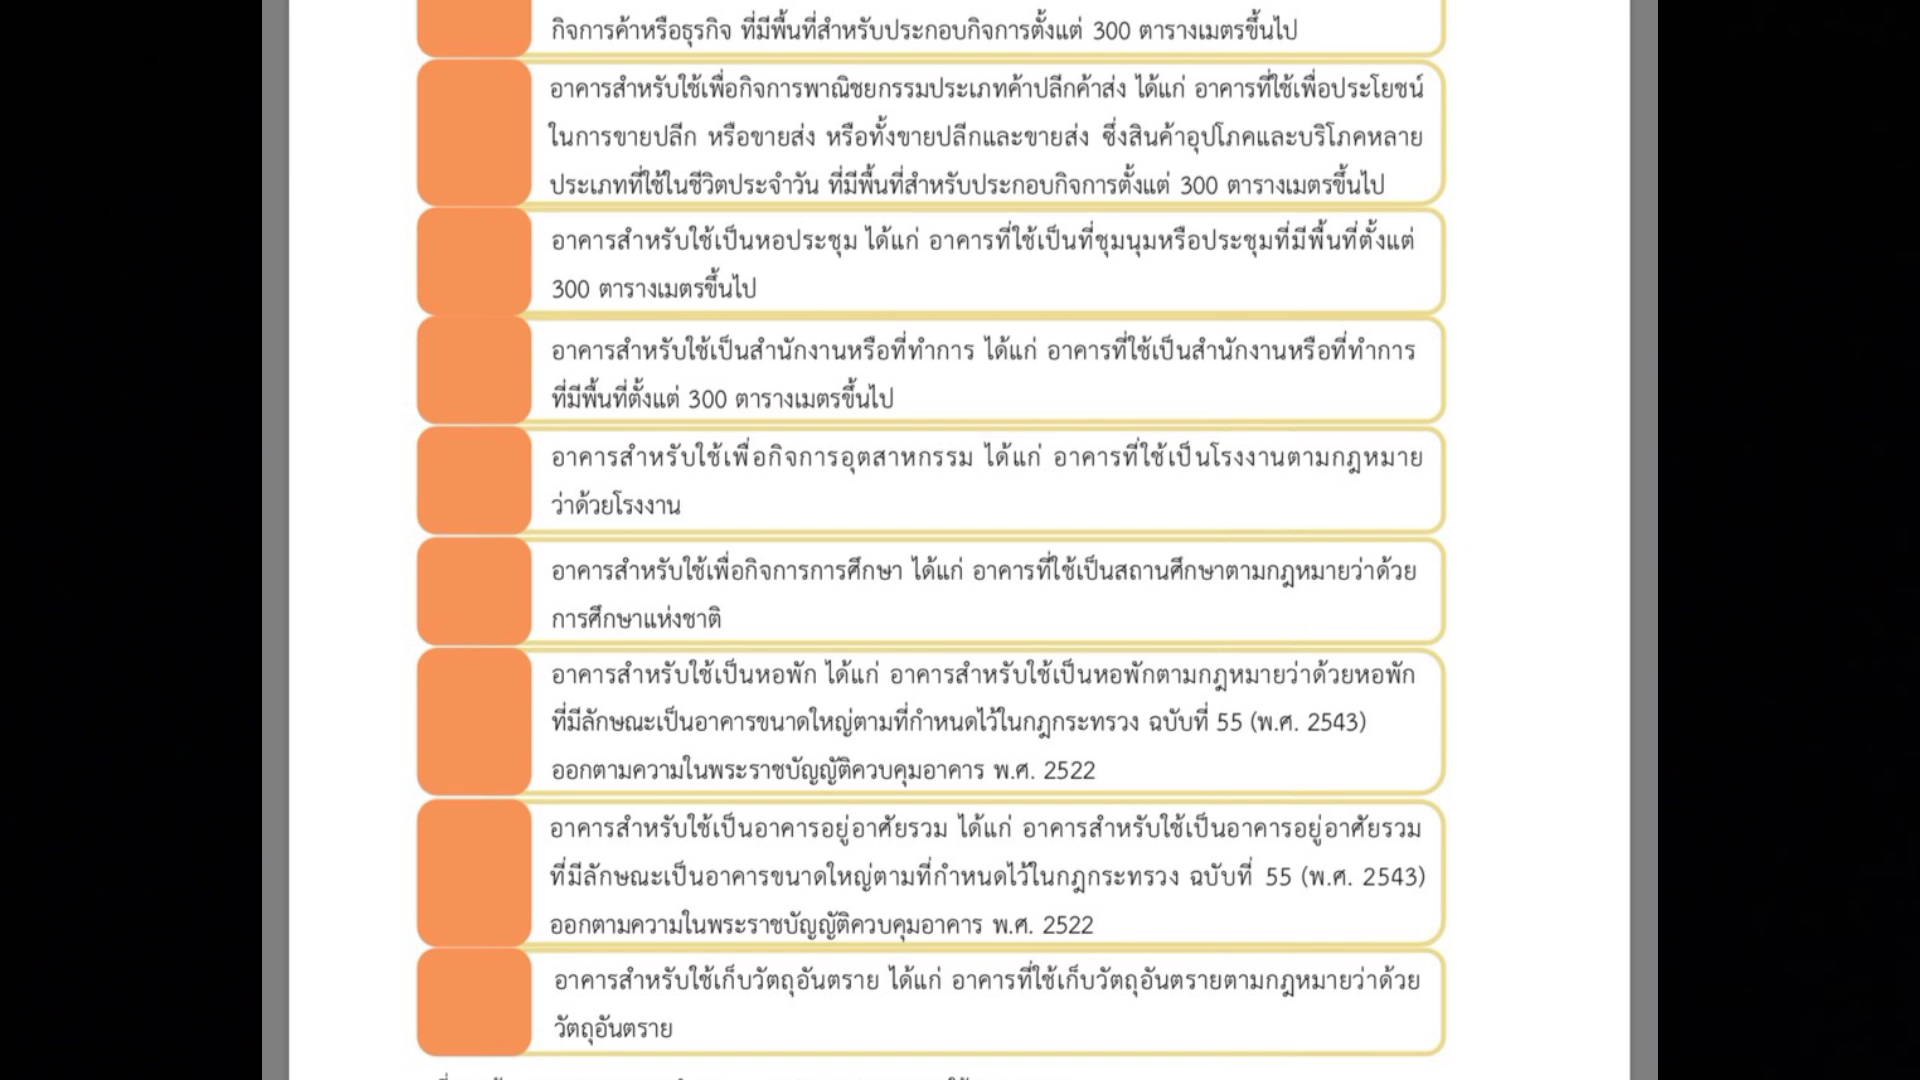 กิจการค้าหรือธุรกิจ ที่มีพื้นที่สำหรับประกอบกิจการตั้งแต่ 300 ตารางเมตรขึ้นไป
อาคารสำหรับใช้เพื่อกิจการพาณิชยกรรมประเภทค้าปลีกค้าส่ง ได้แก่ อาคารที่ใช้เพื่อประโยชน์
ในการขายปลีก หรือขายส่ง หรือทั้งขายปลีกและขายส่ง ซึ่งสินค้าอุปโภคและบริโภคหลาย
ประเภทที่ใช้ในชีวิตประจำวัน ที่มีพื้นที่สำหรับประกอบกิจการตั้งแต่ 300 ตารางเมตรขึ้นไป
อาคารสำหรับใช้เป็นหอประชุม ได้แก่ อาคารที่ใช้เป็นที่ชุมนุมหรือประชุมที่มีพื้นที่ตั้งแต่
300 ตารางเมตรขึ้นไป
อาคารสำหรับใช้เป็นสำนักงานหรือที่ทำการ ได้แก่ อาคารที่ใช้เป็นสำนักงานหรือที่ทำการ
ที่มีพื้นที่ตั้งแต่ 300 ตารางเมตรขึ้นไป
อาคารสำหรับใช้เพื่อกิจการอุตสาหกรรม ได้แก่ อาคารที่ใช้เป็นโรงงานตามกฎหมาย
ว่าด้วยโรงงาน
อาคารสำหรับใช้เพื่อกิจการการศึกษา ได้แก่ อาคารที่ใช้เป็นสถานศึกษาตามกฎหมายว่าด้วย
การศึกษาแห่งชาติ
อาคารสำหรับใช้เป็นหอพัก ได้แก่ อาคารสำหรับใช้เป็นหอพักตามกฎหมายว่าด้วยหอพัก
ที่มีลักษณะเป็นอาคารขนาดใหญ่ตามที่กำหนดไว้ในกฎกระทรวง ฉบับที่ 55 (พ.ศ. 2543)
ออกตามความในพระราชบัญญัติควบคุมอาคาร พ.ศ. 2522
อาคารสำหรับใช้เป็นอาคารอยู่อาศัยรวม ได้แก่ อาคารสำหรับใช้เป็นอาคารอยู่อาศัยรวม
ที่มีลักษณะเป็นอาคารขนาดใหญ่ตามที่กำหนดไว้ในกฎกระทรวง ฉบับที่ 55 (พ.ศ. 2543)
ออกตามความในพระราชบัญญัติควบคุมอาคาร พ.ศ. 2522
อาคารสำหรับใช้เก็บวัตถุอันตราย ได้แก่ อาคารที่ใช้เก็บวัตถุอันตรายตามกฎหมายว่าด้วย
วัตถุอันตราย